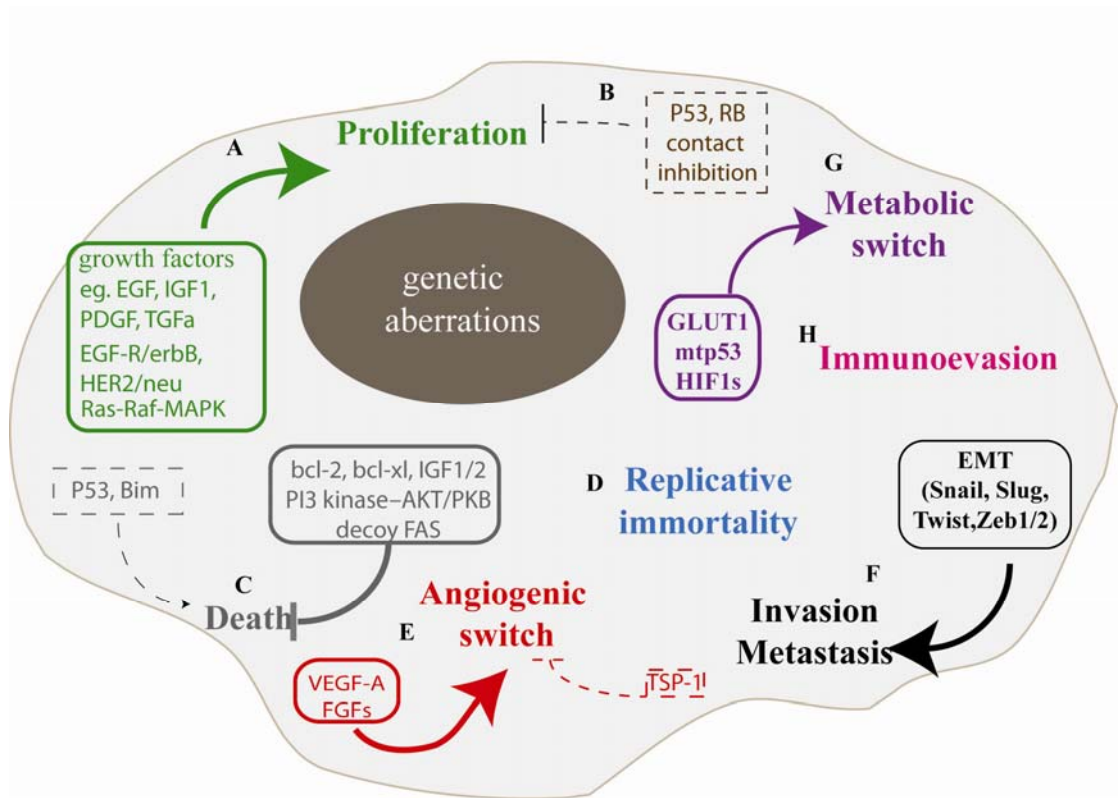 B
P53, RB
contact
inhibition
Proliferation
A
G
Metabolic
switch
growth factors
eg. EGF, IGF1,
PDGF, TGFa
EGF-R/erbB,
HER2/neu
Ras-Raf-MAPK
genetic
aberrations
GLUT1
mtp53
HIF1s
H
Immunoevasion
P53, Bim
bcl-2, bcl-xl, IGF1/2
PI3 kinase–AKT/PKB
decoy FAS
D
Replicative
immortality
EMT
(Snail, Slug,
Twist,Zeb1/2)
C
Death
Angiogenic
switch
E
F
Invasion
Metastasis
VEGF-A
FGFs
TSP-1